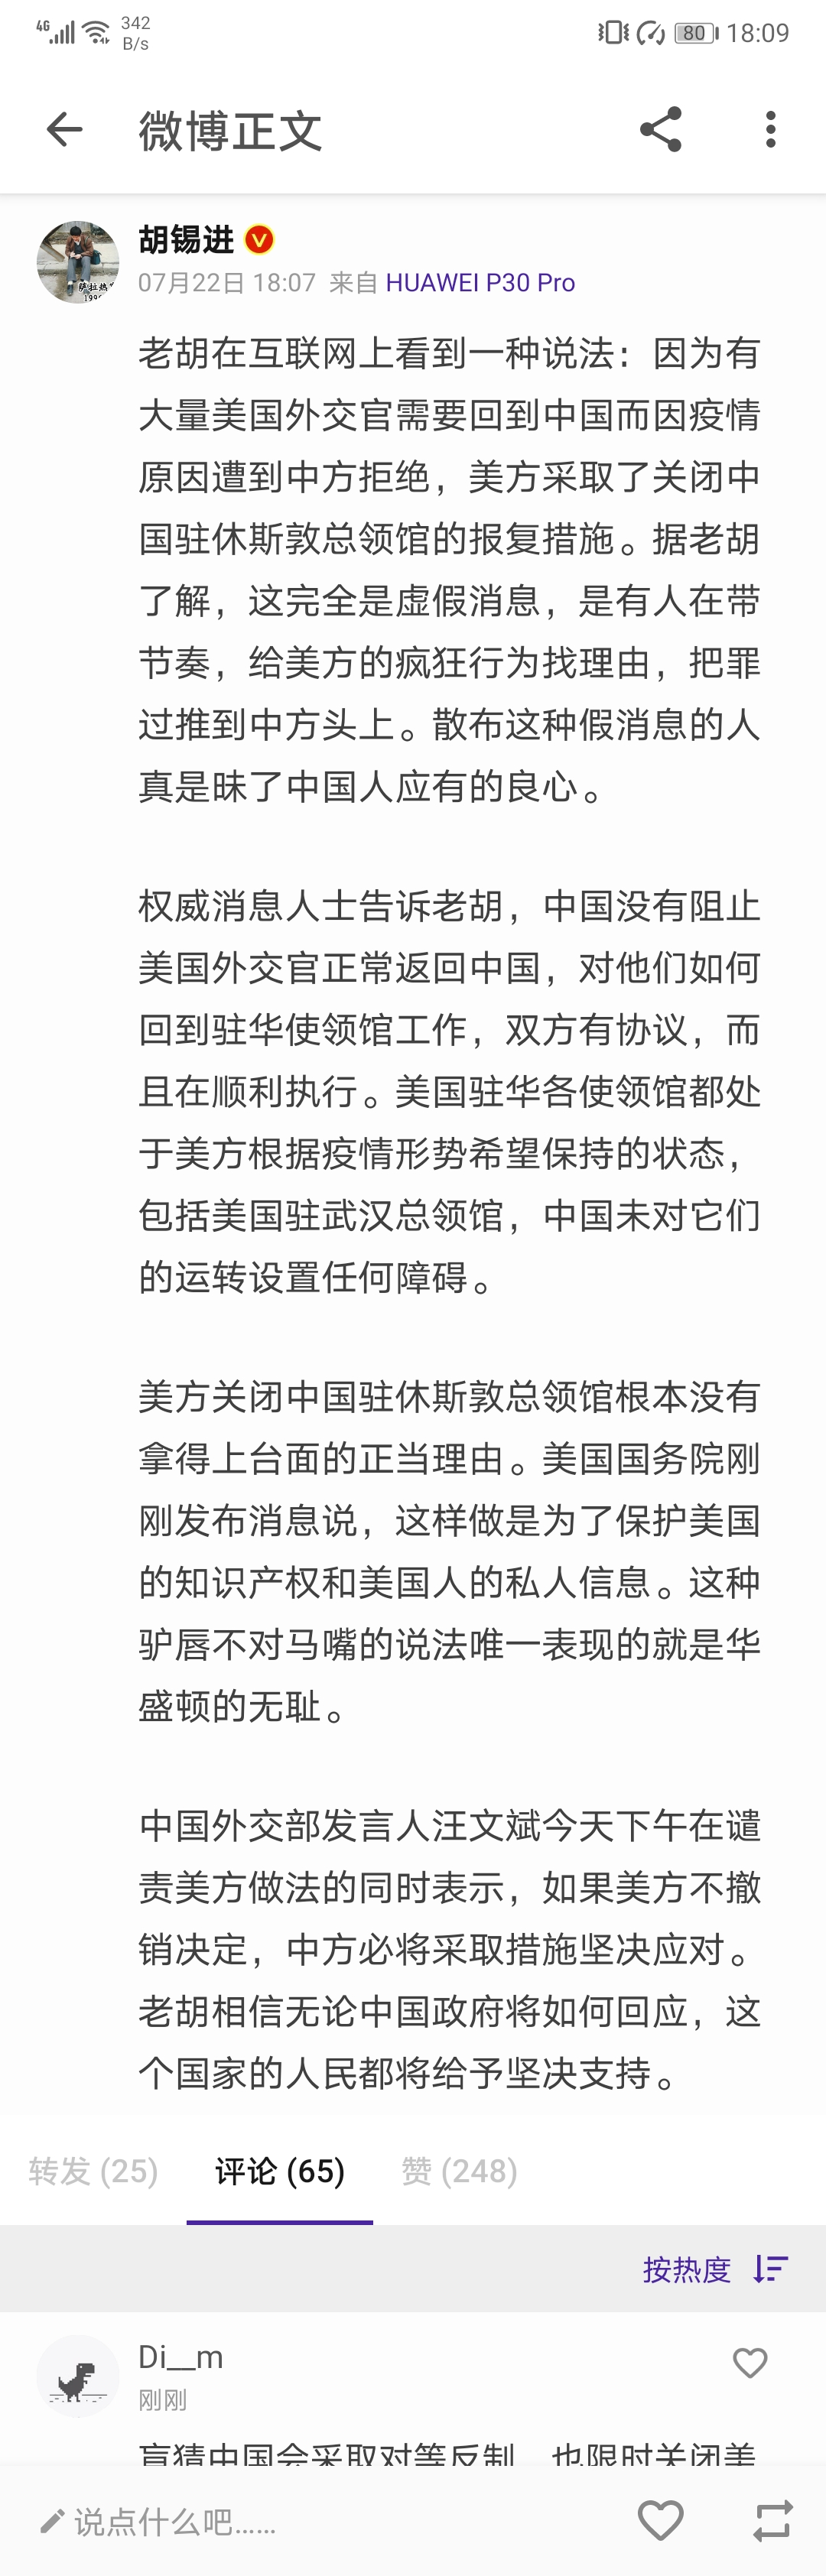 4G 342 B/s 80 18:09
微博正文
胡锡进
07月22日 18:07 来自 HUAWEI P30 Pro
老胡在互联网上看到一种说法：因为有
大量美国外交官需要回到中国而因疫情
原因遭到中方拒绝，美方采取了关闭中
国驻休斯敦总领馆的报复措施。据老胡
了解，这完全是虚假消息，是有人在带
节奏，给美方的疯狂行为找理由，把罪
过推到中方头上。散布这种假消息的人
真是昧了中国人应有的良心。
权威消息人士告诉老胡，中国没有阻止
美国外交官正常返回中国，对他们如何
回到驻华使领馆工作，双方有协议，而
且在顺利执行。美国驻华各使领馆都处
于美方根据疫情形势希望保持的状态，
包括美国驻武汉总领馆，中国未对它们
的运转设置任何障碍。
美方关闭中国驻休斯敦总领馆根本没有
拿得上台面的正当理由。美国国务院刚
刚发布消息说，这样做是为了保护美国
的知识产权和美国人的私人信息。这种
驴唇不对马嘴的说法唯一表现的就是华
盛顿的无耻。
中国外交部发言人汪文斌今天下午在谴
责美方做法的同时表示，如果美方不撤
销决定，中方必将采取措施坚决应对。
老胡相信无论中国政府将如何回应，这
个国家的人民都将给予坚决支持。
转发 (25) 评论 (65) 赞 (248)
按热度
Di__m
刚刚
盲猜中国会采取对等反制，也限时关闭美
说点什么吧......